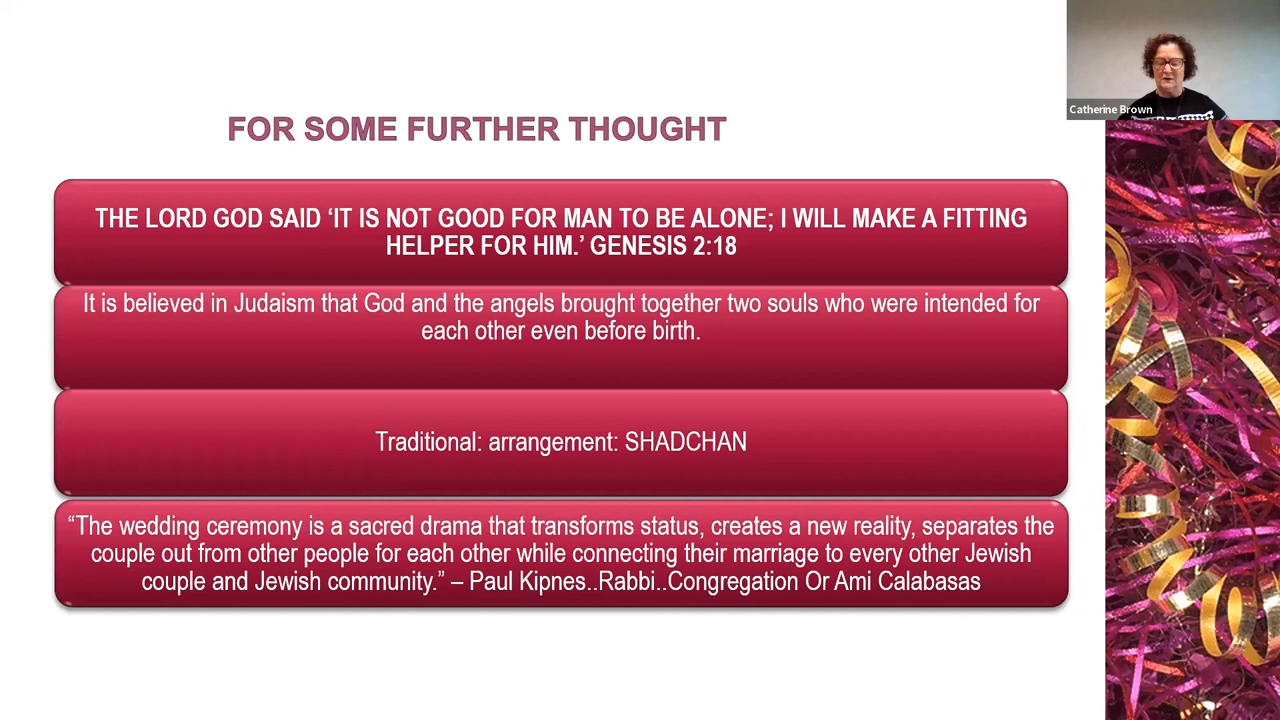 Catherine Brown
FOR SOME FURTHER THOUGHT
THE LORD GOD SAID ‘IT IS NOT GOOD FOR MAN TO BE ALONE; I WILL MAKE A FITTING
HELPER FOR HIM.’ GENESIS 2:18
It is believed in Judaism that God and the angels brought together two souls who were intended for
each other even before birth.
Traditional: arrangement: SHADCHAN
“The wedding ceremony is a sacred drama that transforms status, creates a new reality, separates the
couple out from other people for each other while connecting their marriage to every other Jewish
couple and Jewish community.” – Paul Kipnes..Rabbi..Congregation Or Ami Calabasas